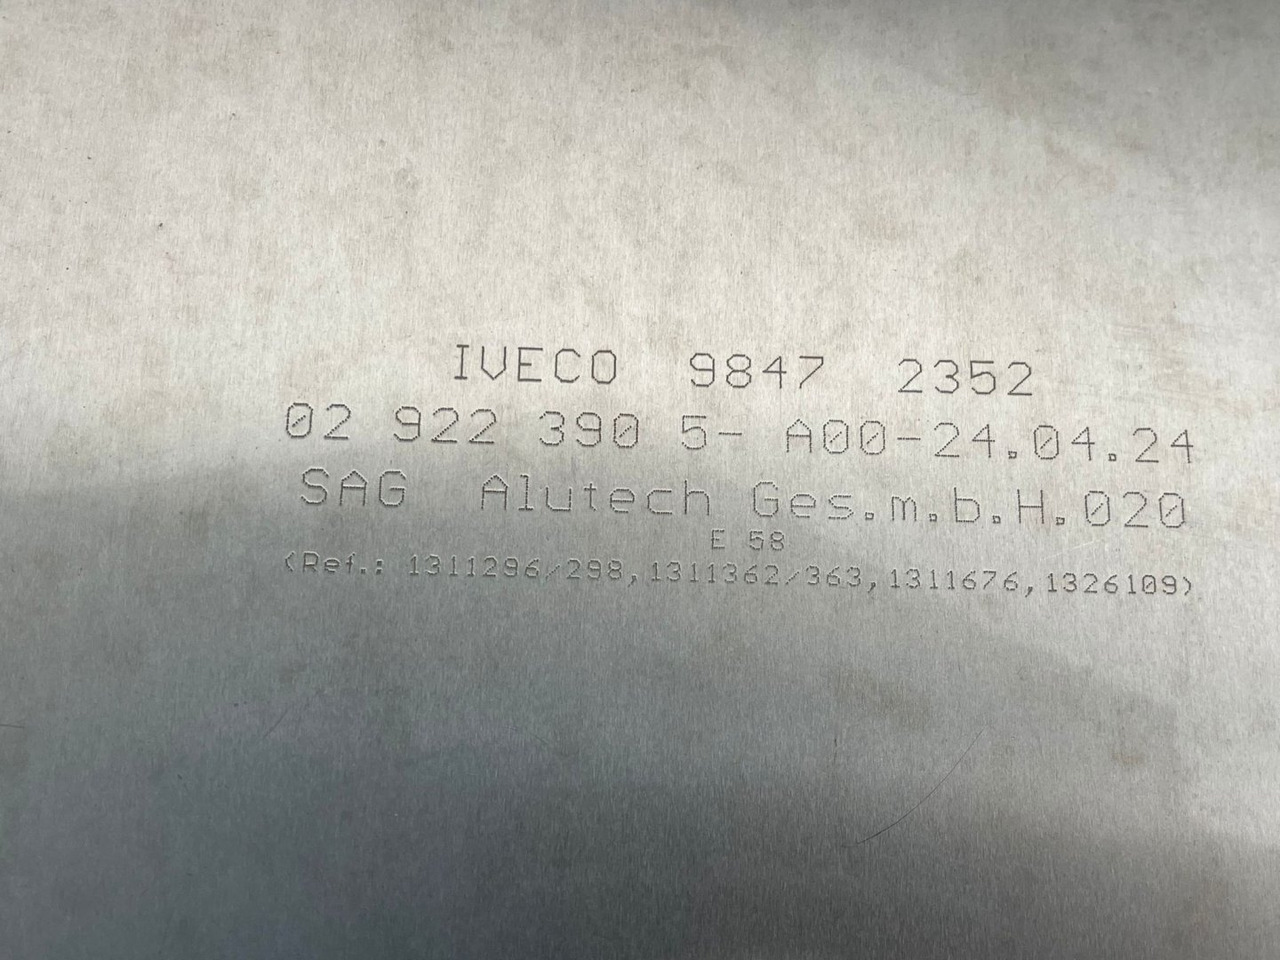 IVECO 9847 2352
02 922 390 5- A00-24.04.24
SAG Alutech Ges.m.b.H.020
E 58
(Ref.: 1311296/298,1311362/363,1311676,1326109)